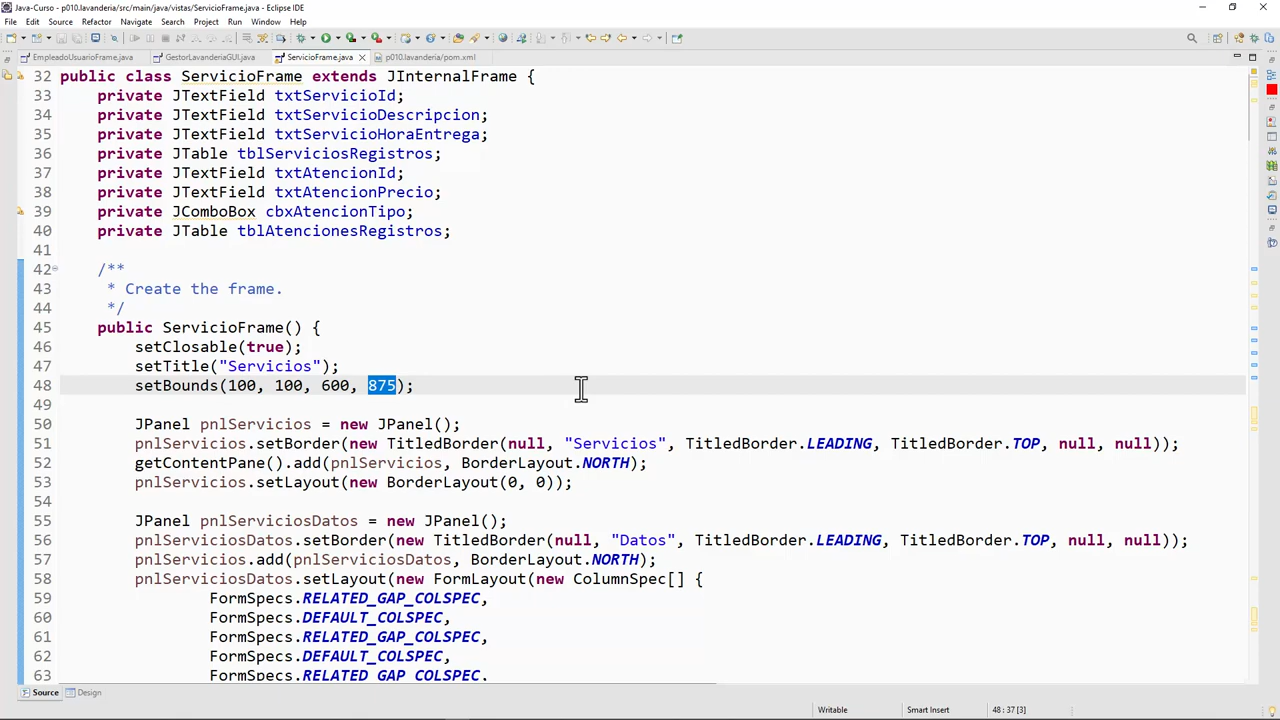 Java-Curso - p010.lavanderia/src/main/java/vistas/ServicioFrame.java - Eclipse IDE
File Edit Source Refactor Navigate Search Project Run Window Help
EmpleadoUsuarioFrame.java GestorLavanderiaGUI.java ServicioFrame.java p010.lavanderia/pom.xml
32 public class ServicioFrame extends JInternalFrame {
33 private JTextField txtServicioId;
34 private JTextField txtServicioDescripcion;
35 private JTextField txtServicioHoraEntrega;
36 private JTable tblServiciosRegistros;
37 private JTextField txtAtencionId;
38 private JTextField txtAtencionPrecio;
39 private JComboBox cbxAtencionTipo;
40 private JTable tblAtencionesRegistros;
41
42 /**
43 * Create the frame.
44 */
45 public ServicioFrame() {
46 setClosable(true);
47 setTitle("Servicios");
48 setBounds(100, 100, 600, 875);
49
50 JPanel pnlServicios = new JPanel();
51 pnlServicios.setBorder(new TitledBorder(null, "Servicios", TitledBorder.LEADING, TitledBorder.TOP, null, null));
52 getContentPane().add(pnlServicios, BorderLayout.NORTH);
53 pnlServicios.setLayout(new BorderLayout(0, 0));
54
55 JPanel pnlServiciosDatos = new JPanel();
56 pnlServiciosDatos.setBorder(new TitledBorder(null, "Datos", TitledBorder.LEADING, TitledBorder.TOP, null, null));
57 pnlServicios.add(pnlServiciosDatos, BorderLayout.NORTH);
58 pnlServiciosDatos.setLayout(new FormLayout(new ColumnSpec[] {
59 FormSpecs.RELATED_GAP_COLSPEC,
60 FormSpecs.DEFAULT_COLSPEC,
61 FormSpecs.RELATED_GAP_COLSPEC,
62 FormSpecs.DEFAULT_COLSPEC,
63 FormSpecs.RELATED_GAP_COLSPEC,
Source Design
Writable Smart Insert 48 : 37 [3]